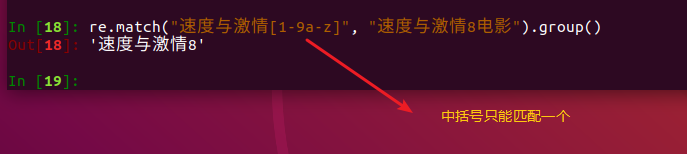 In [18]: re.match("速度与激情[1-9a-z]", "速度与激情8电影").group()
Out[18]: '速度与激情8'
In [19]:
中括号只能匹配一个